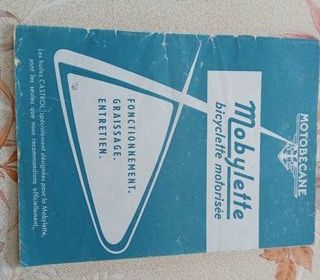 MOTOBÉCANE
Mobylette
bicyclette motorisée
FONCTIONNEMENT.
GRAISSAGE.
ENTRETIEN.
Les huiles CASTROL, spécialement désignées pour la Mobylette,
sont les seules que nous recommandions officiellement.